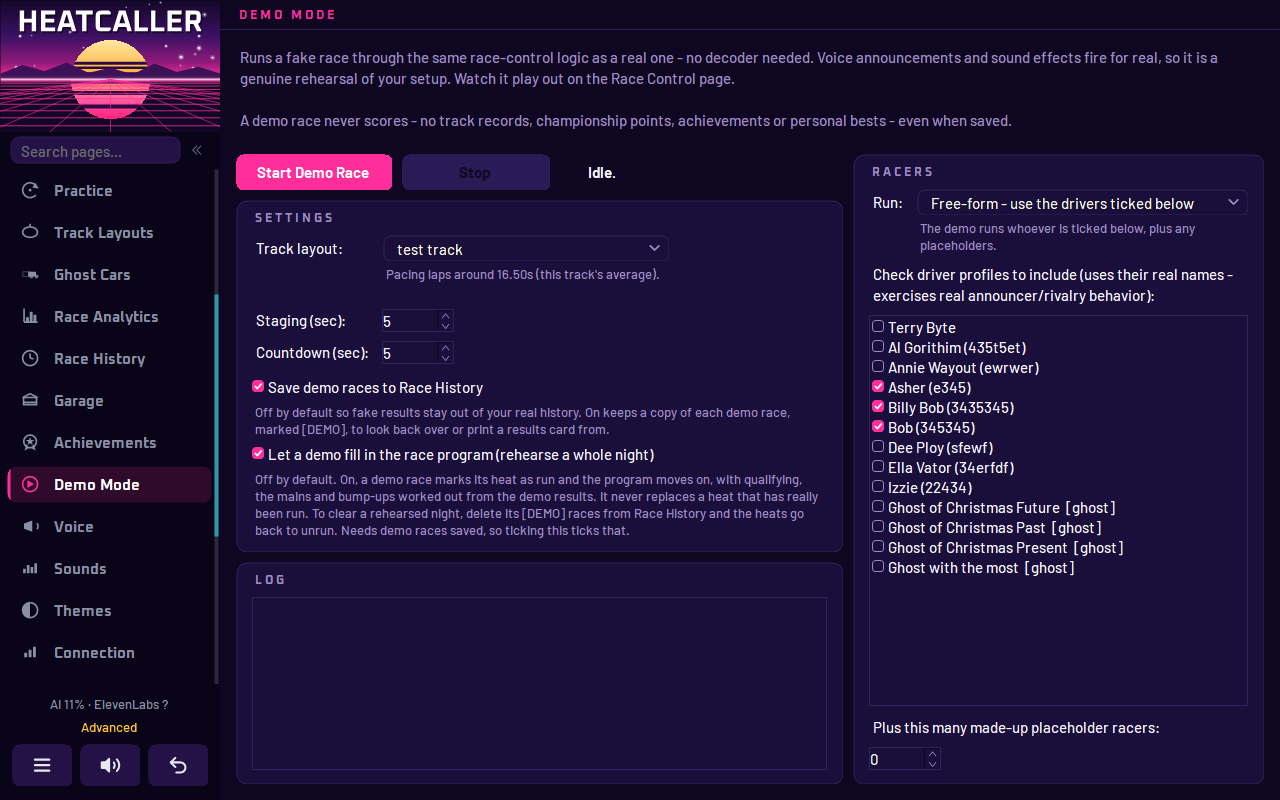 HEATCALLER
Search pages...
Practice
Track Layouts
Ghost Cars
Race Analytics
Race History
Garage
Achievements
Demo Mode
Voice
Sounds
Themes
Connection
AI 11% · ElevenLabs ?
Advanced
DEMO MODE
Runs a fake race through the same race-control logic as a real one - no decoder needed. Voice announcements and sound effects fire for real, so it is a
genuine rehearsal of your setup. Watch it play out on the Race Control page.
A demo race never scores - no track records, championship points, achievements or personal bests - even when saved.
Start Demo Race
Stop
Idle.
SETTINGS
Track layout:
test track
Pacing laps around 16.50s (this track's average).
Staging (sec):
5
Countdown (sec):
5
Save demo races to Race History
Off by default so fake results stay out of your real history. On keeps a copy of each demo race,
marked [DEMO], to look back over or print a results card from.
Let a demo fill in the race program (rehearse a whole night)
Off by default. On, a demo race marks its heat as run and the program moves on, with qualifying,
the mains and bump-ups worked out from the demo results. It never replaces a heat that has really
been run. To clear a rehearsed night, delete its [DEMO] races from Race History and the heats go
back to unrun. Needs demo races saved, so ticking this ticks that.
LOG
RACERS
Run:
Free-form - use the drivers ticked below
The demo runs whoever is ticked below, plus any
placeholders.
Check driver profiles to include (uses their real names -
exercises real announcer/rivalry behavior):
Terry Byte
Al Gorithim (435t5et)
Annie Wayout (ewrwer)
Asher (e345)
Billy Bob (3435345)
Bob (345345)
Dee Ploy (sfewf)
Ella Vator (34erfdf)
Izzie (22434)
Ghost of Christmas Future [ghost]
Ghost of Christmas Past [ghost]
Ghost of Christmas Present [ghost]
Ghost with the most [ghost]
Plus this many made-up placeholder racers:
0